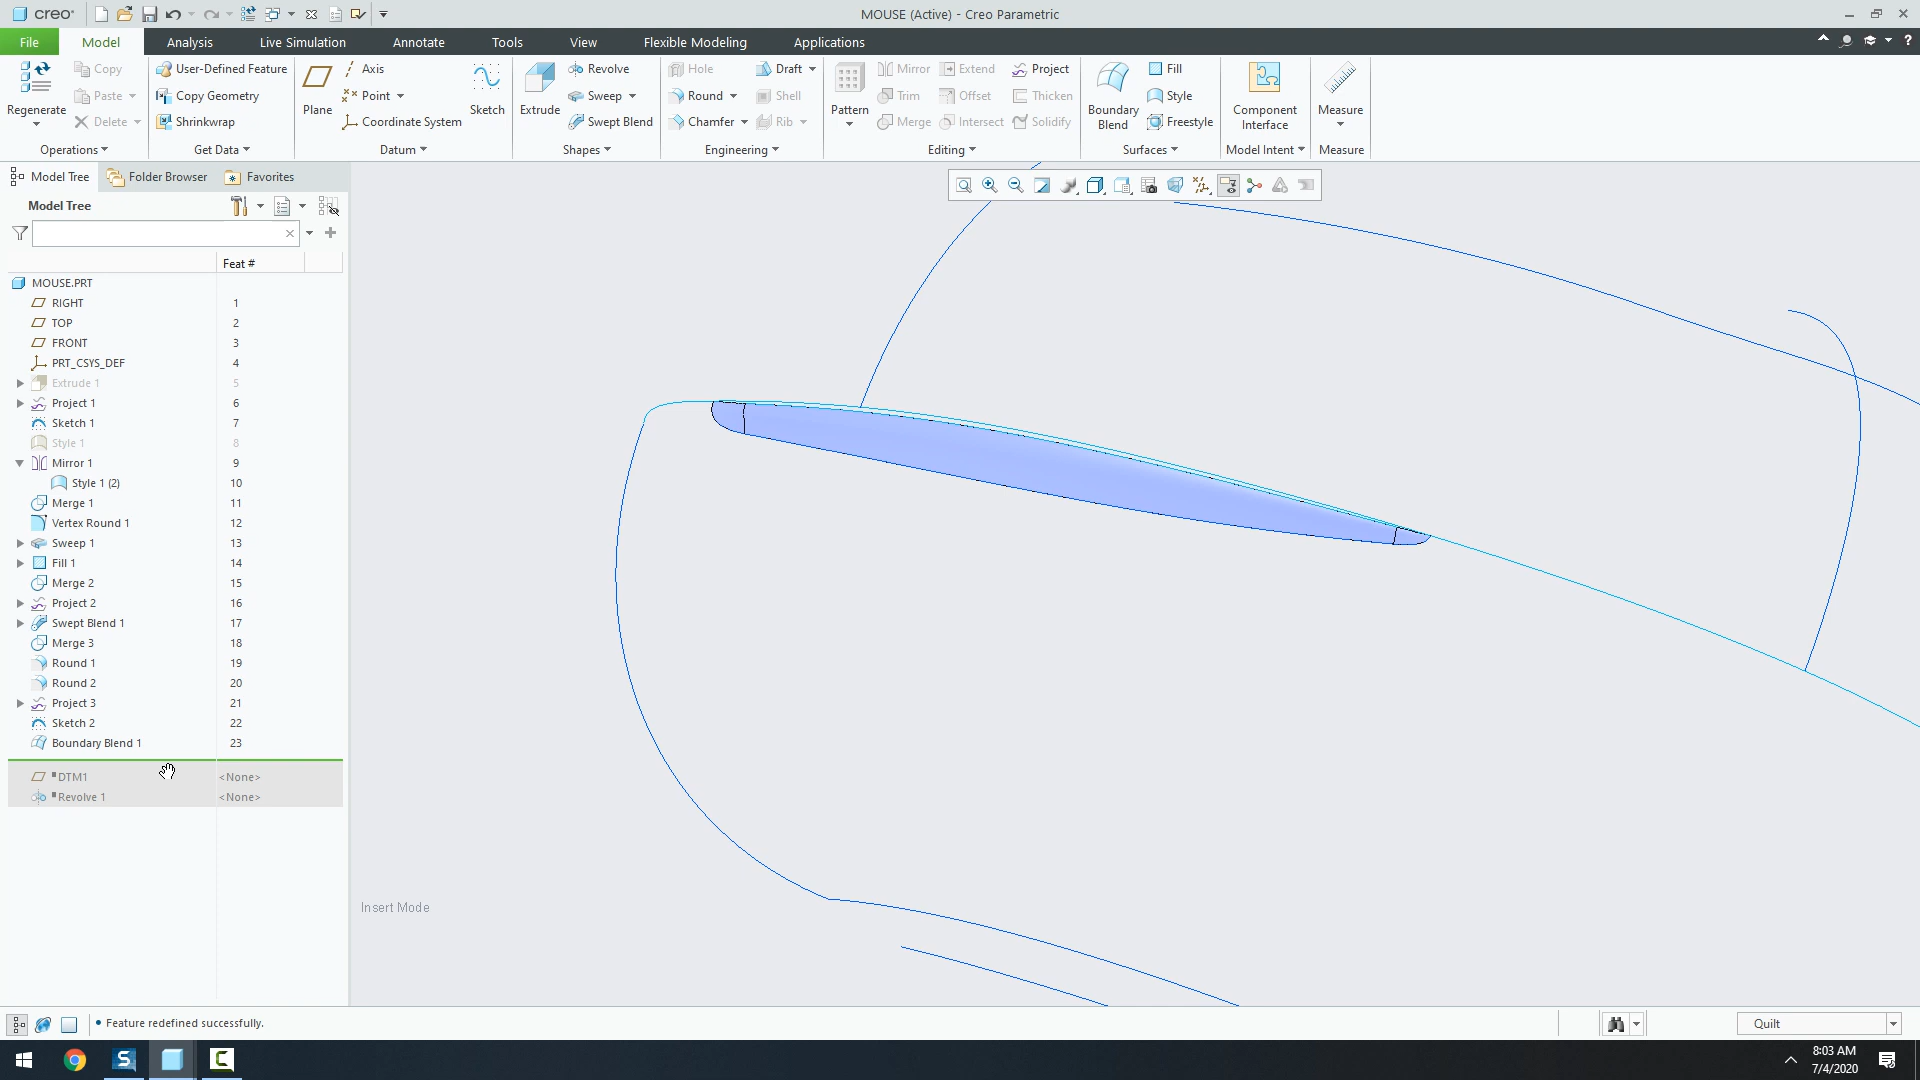 creo
MOUSE (Active) - Creo Parametric
File
Model
Analysis
Live Simulation
Annotate
Tools
View
Flexible Modeling
Applications
Regenerate
Copy
Paste
Delete
Operations
User-Defined Feature
Copy Geometry
Shrinkwrap
Get Data
Plane
Axis
Point
Coordinate System
Sketch
Datum
Extrude
Revolve
Sweep
Swept Blend
Shapes
Hole
Round
Chamfer
Draft
Shell
Rib
Engineering
Pattern
Mirror
Trim
Merge
Extend
Offset
Intersect
Project
Thicken
Solidify
Editing
Boundary Blend
Fill
Style
Freestyle
Surfaces
Component Interface
Model Intent
Measure
Measure
Model Tree
Folder Browser
Favorites
Model Tree
Feat #
MOUSE.PRT
RIGHT 1
TOP 2
FRONT 3
PRT_CSYS_DEF 4
Extrude 1 5
Project 1 6
Sketch 1 7
Style 1 8
Mirror 1 9
Style 1 (2) 10
Merge 1 11
Vertex Round 1 12
Sweep 1 13
Fill 1 14
Merge 2 15
Project 2 16
Swept Blend 1 17
Merge 3 18
Round 1 19
Round 2 20
Project 3 21
Sketch 2 22
Boundary Blend 1 23
DTM1 <None>
Revolve 1 <None>
Insert Mode
• Feature redefined successfully.
Quilt
8:03 AM
7/4/2020